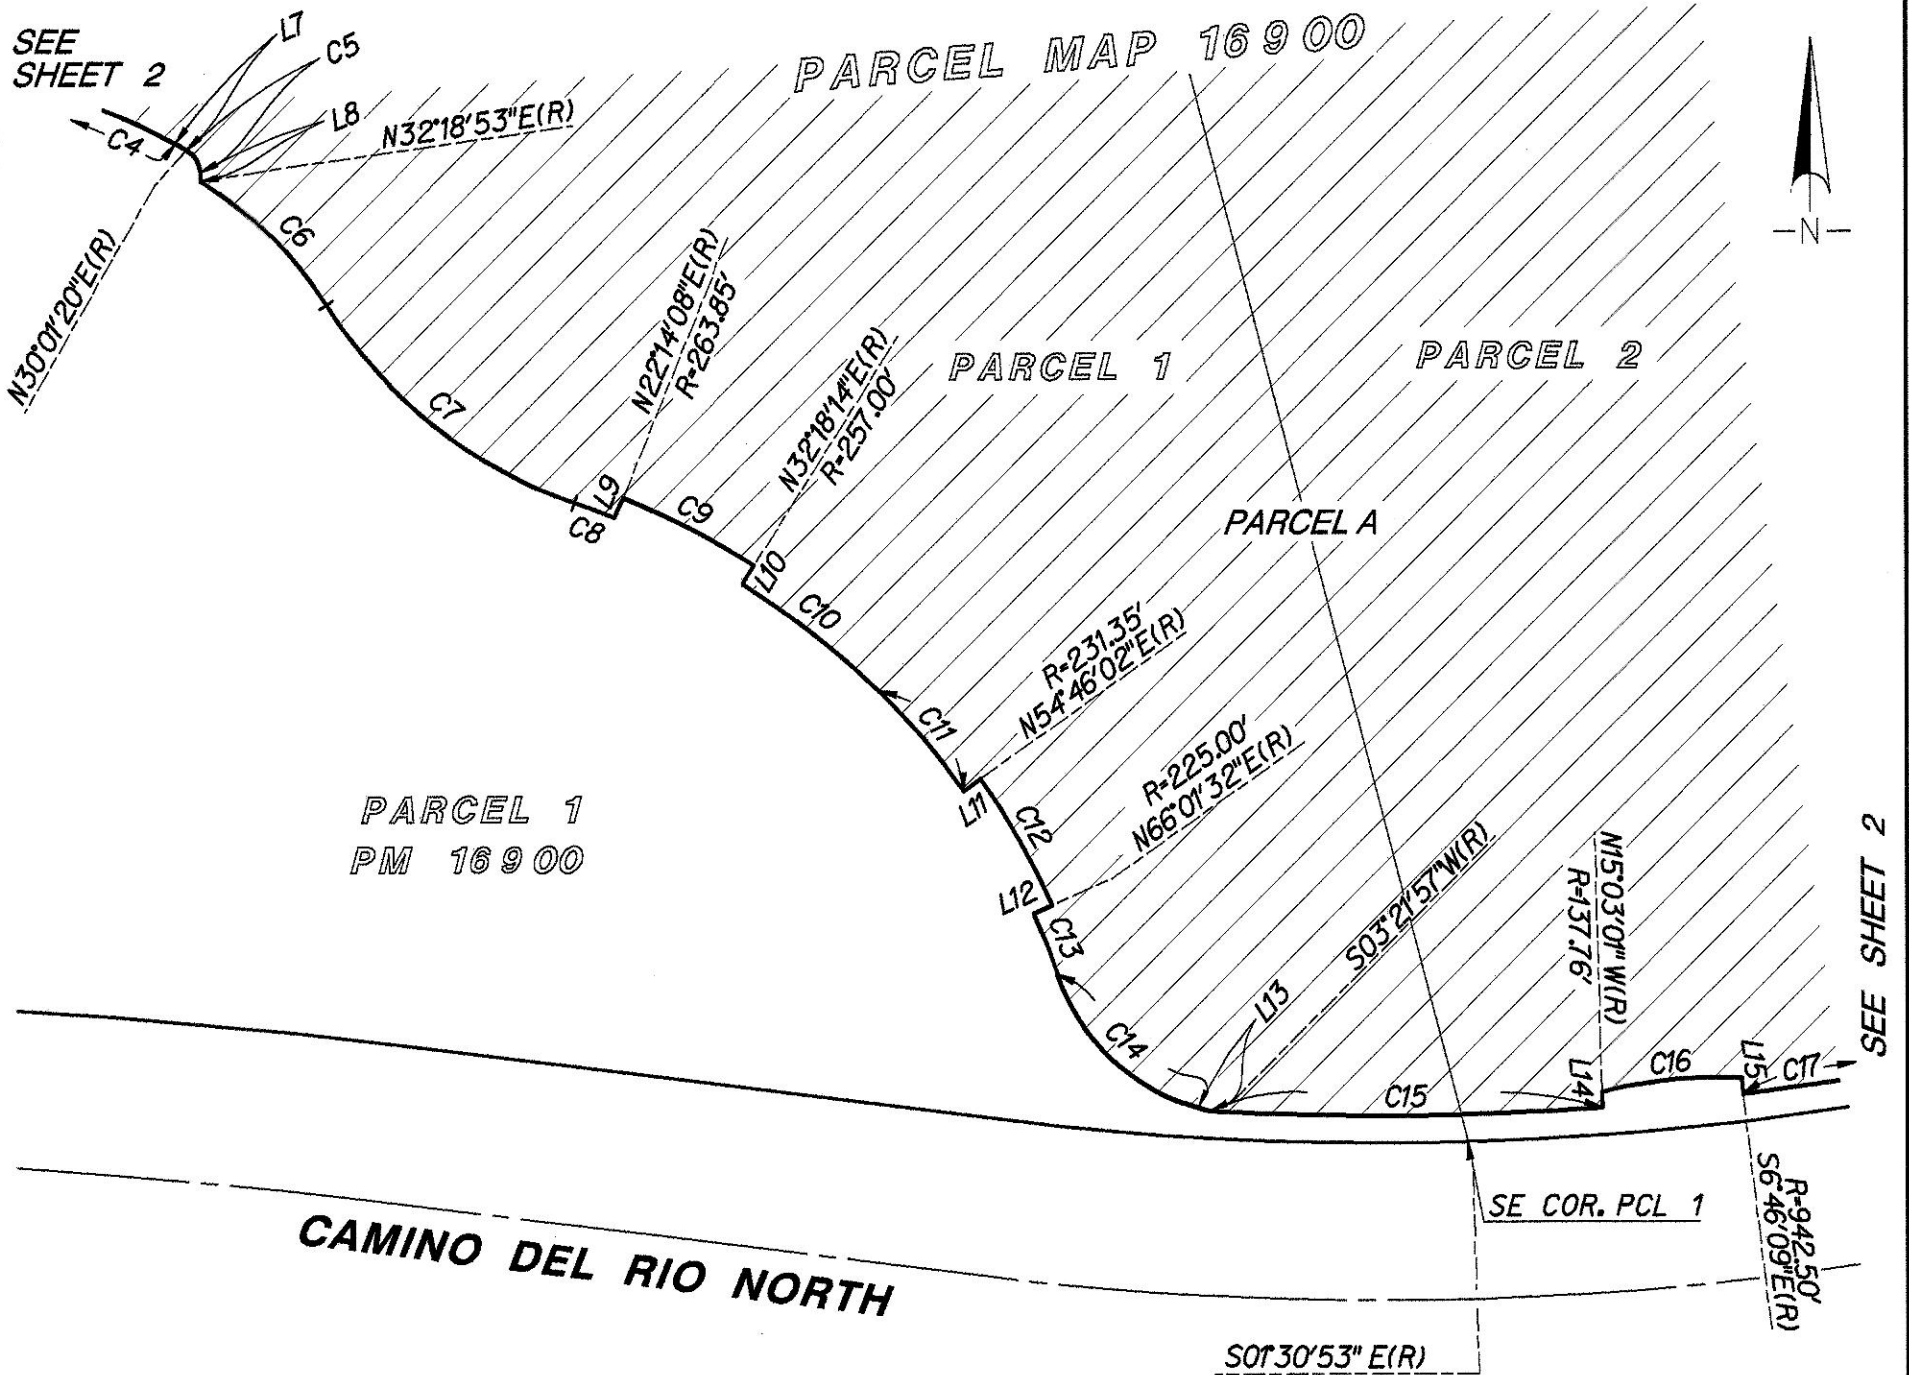 SEE
SHEET 2
L7
C5
L8
PARCEL MAP 16900
N32°18'53"E(R)
C4
N30°01'20"E(R)
C6
-N-
N22°14'08"E(R)
R=263.85'
N32°18'14"E(R)
R=257.00'
PARCEL 1
PARCEL 2
C7
L9
C8
C9
PARCEL A
L10
C10
R=231.35'
N54°46'02"E(R)
C11
R=225.00'
N66°01'32"E(R)
L11
C12
PARCEL 1
PM 16900
L12
C13
S03°21'57"W(R)
N15°03'01"W(R)
R=137.76'
SEE SHEET 2
L13
C14
C15
L14
C16
L15
C17
SE COR. PCL 1
R=942.50'
S6°46'09"E(R)
CAMINO DEL RIO NORTH
S01°30'53"E(R)